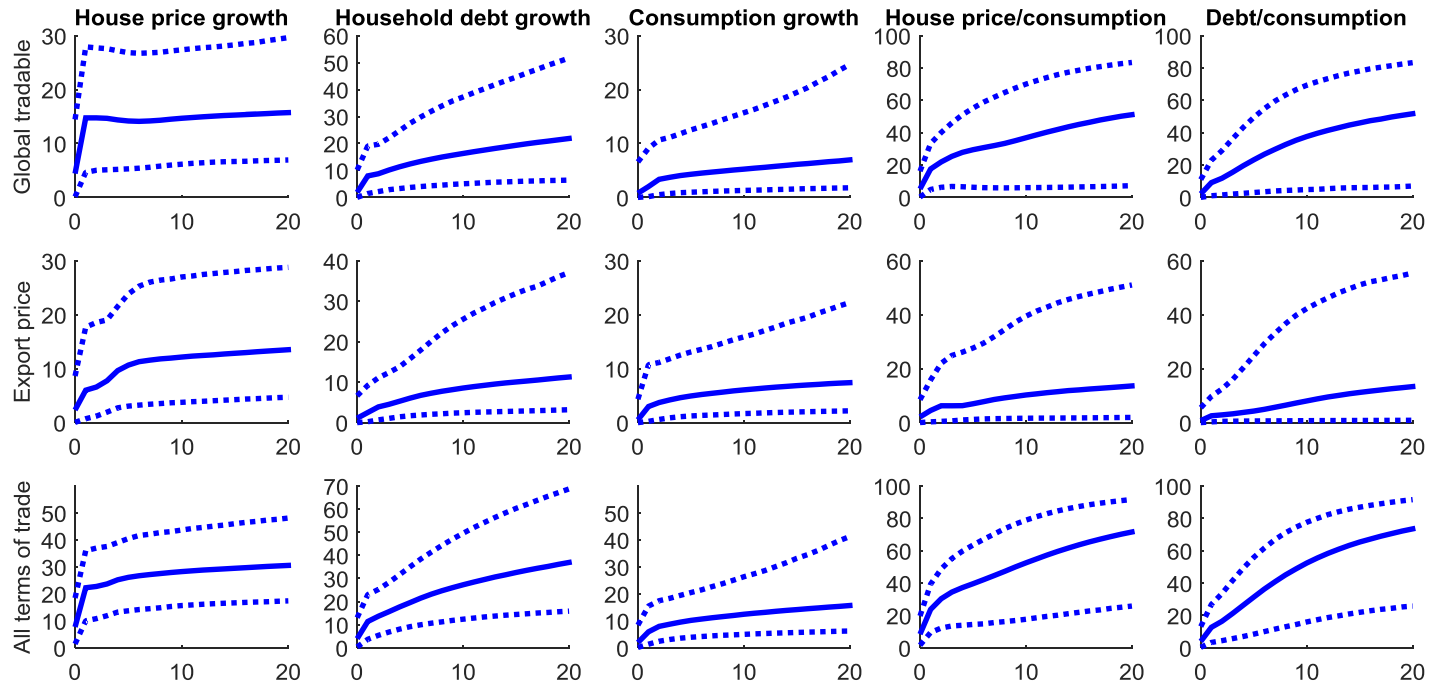 House price growth Household debt growth Consumption growth House price/consumption Debt/consumption
Global tradable
30 60 30 100 100
50
80 80
20 40 20
60 60
30
40 40
10 20 10
20 20
10
0 0 0 0 0
0 10 20 0 10 20 0 10 20 0 10 20 0 10 20
Export price
30 40 30 60 60
30
20 20 40 40
20
10 10 20 20
10
0 0 0 0 0
0 10 20 0 10 20 0 10 20 0 10 20 0 10 20
All terms of trade
70 100 100
50 60 50
80 80
50
40 40
60 60
40
30 30
30
40 40
20 20
20
10 10 20 20
10
0 0 0 0 0
0 10 20 0 10 20 0 10 20 0 10 20 0 10 20